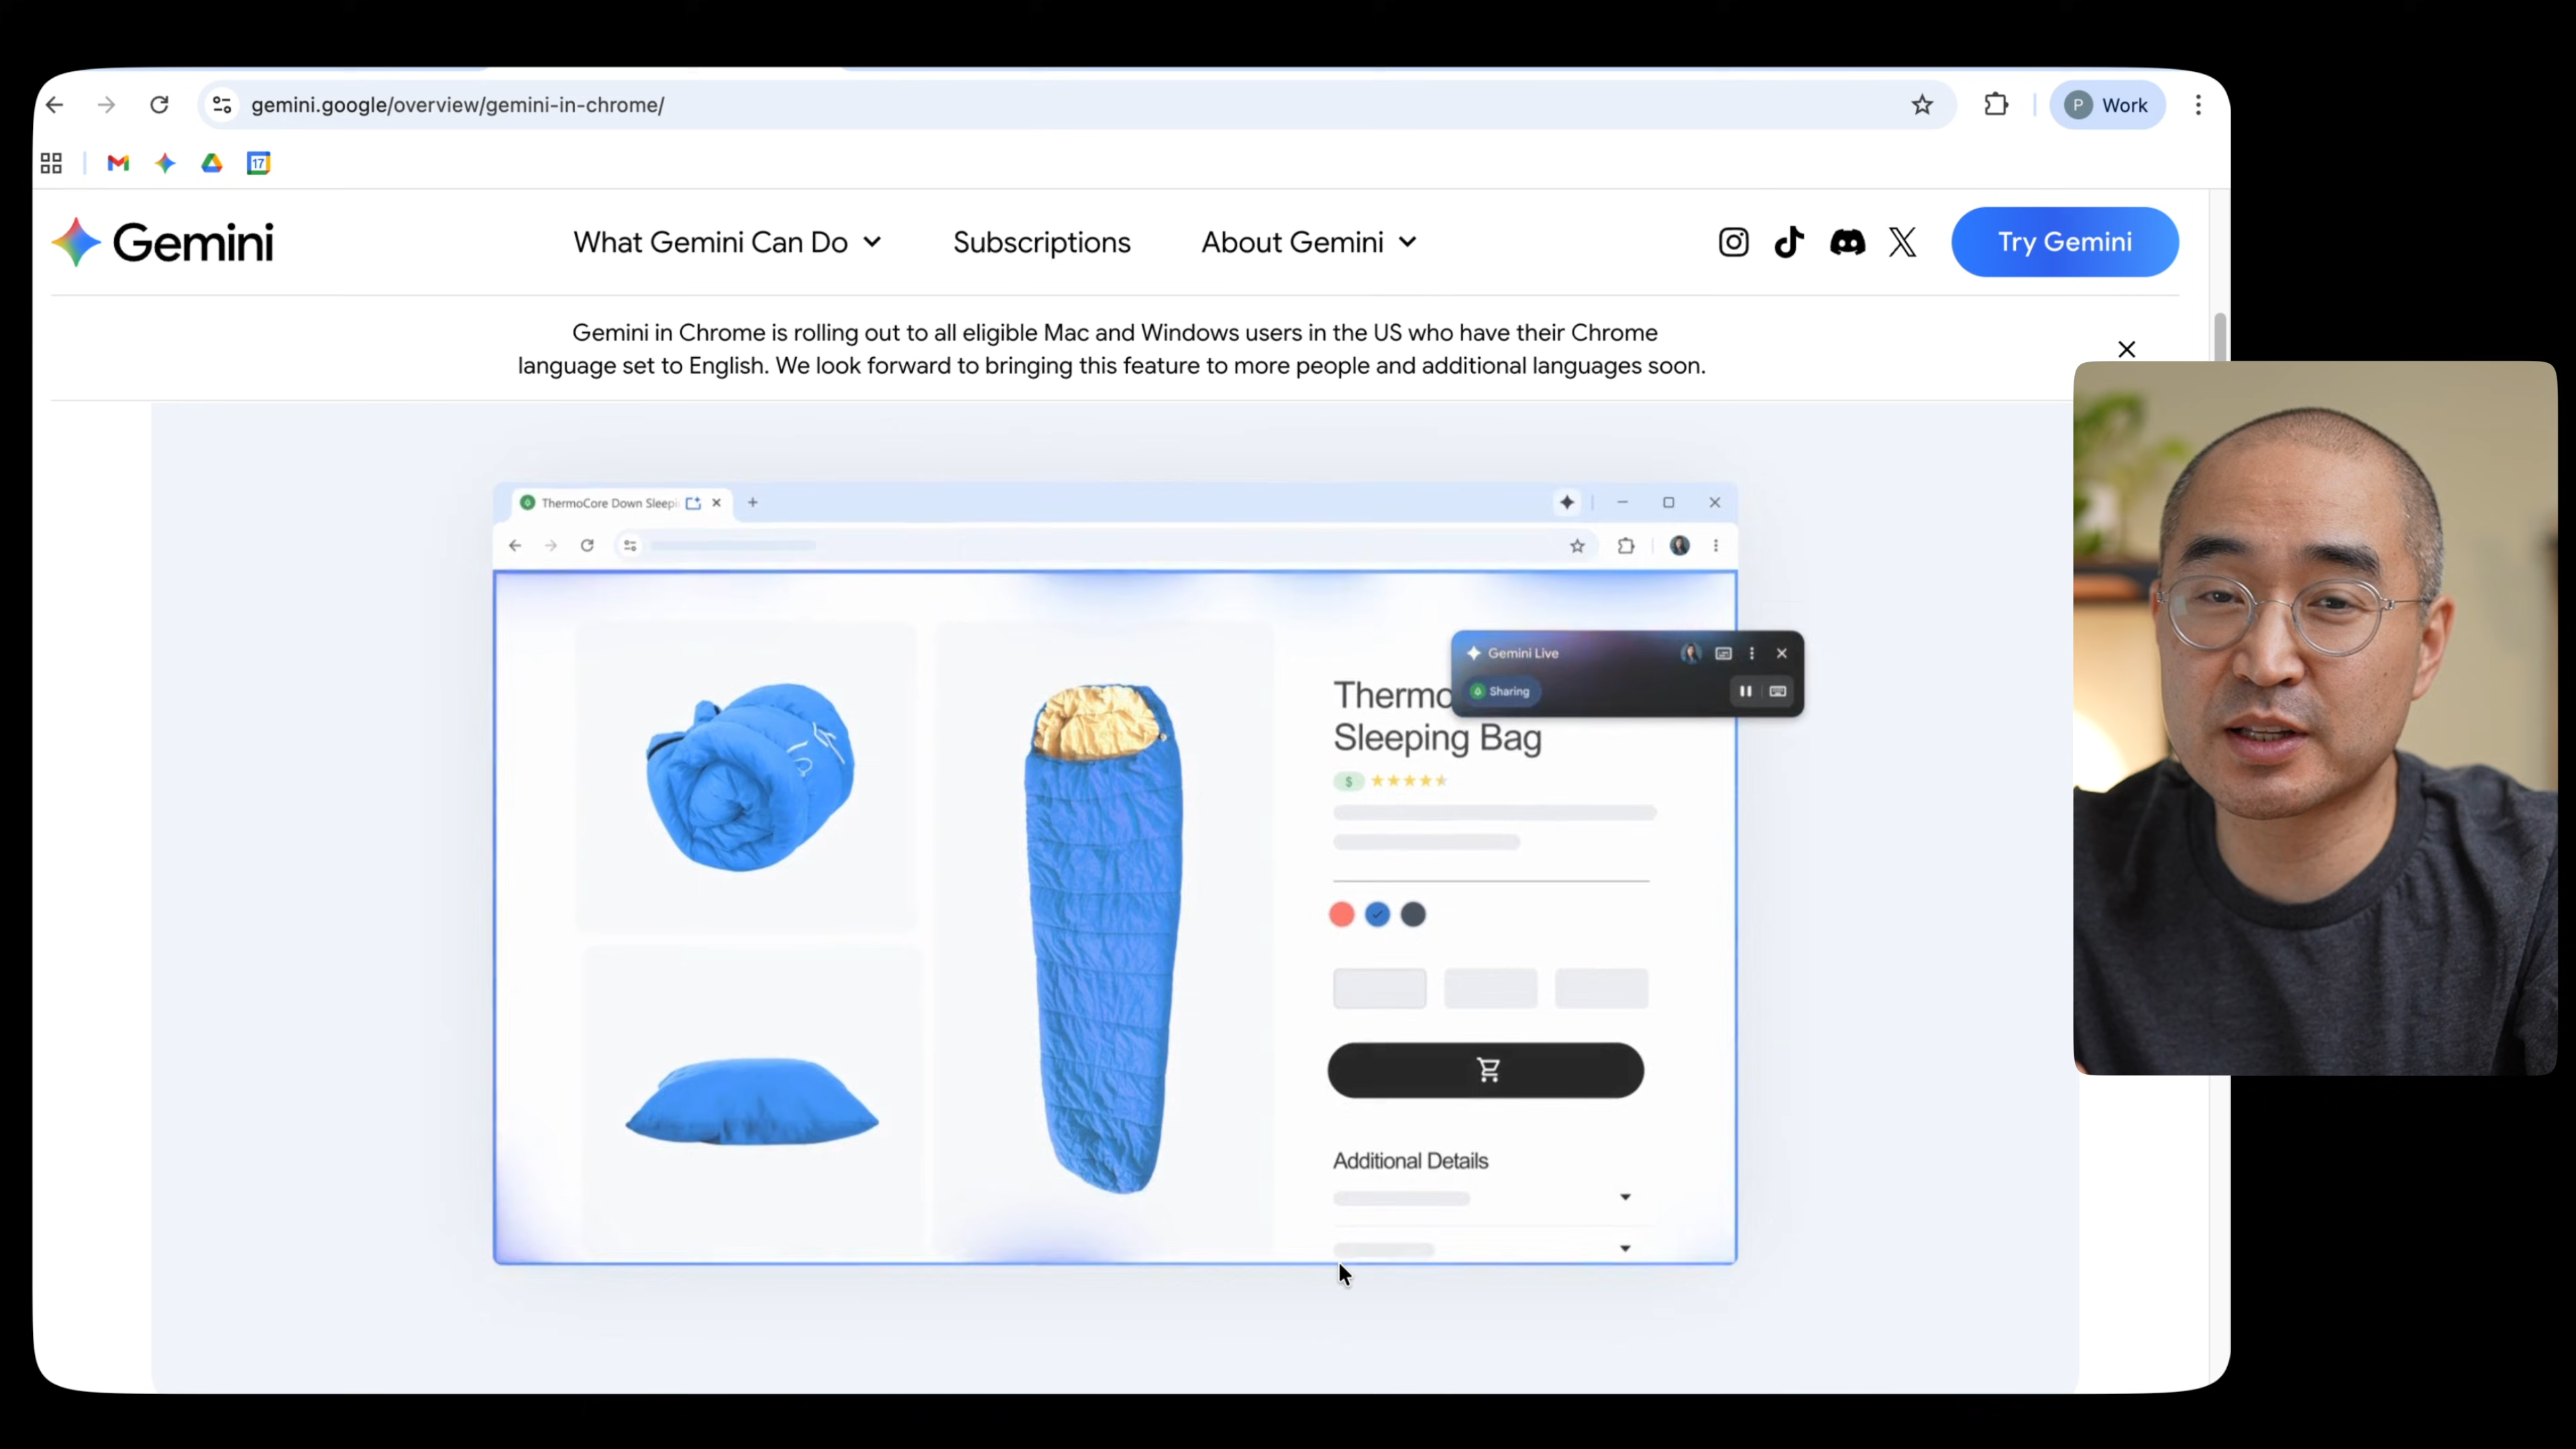 gemini.google/overview/gemini-in-chrome/
P Work
17
Gemini
What Gemini Can Do
Subscriptions
About Gemini
Try Gemini
Gemini in Chrome is rolling out to all eligible Mac and Windows users in the US who have their Chrome
language set to English. We look forward to bringing this feature to more people and additional languages soon.
ThermoCore Down Sleepi
Gemini Live
Sharing
Thermo
Sleeping Bag
$
Additional Details